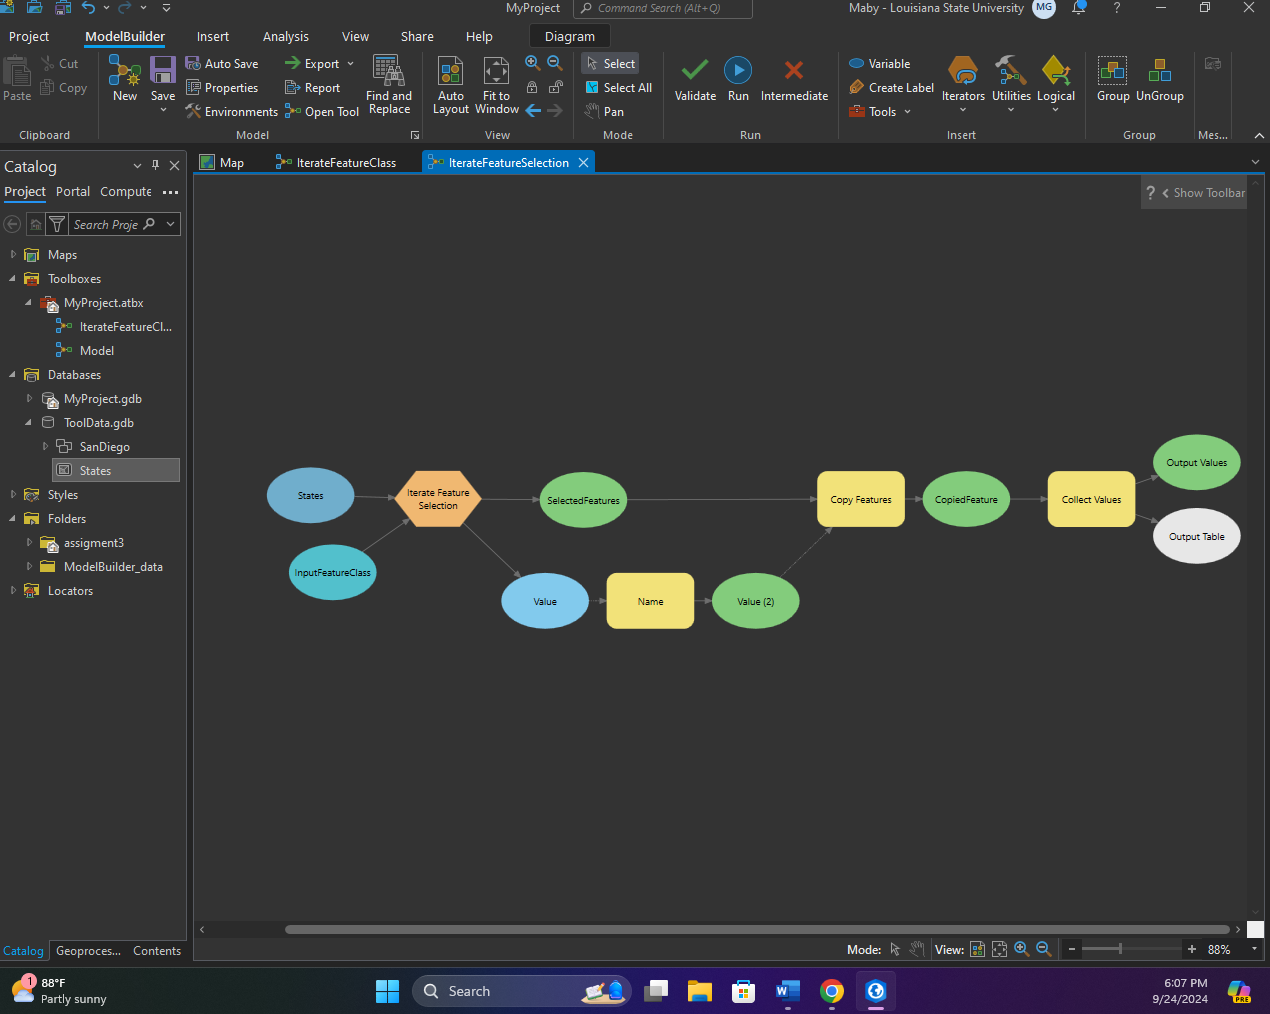 MyProject
Command Search (Alt+Q)
Maby - Louisiana State University
MG
?
Project
ModelBuilder
Insert
Analysis
View
Share
Help
Diagram
Paste
Cut
Copy
Clipboard
New
Save
Auto Save
Properties
Environments
Export
Report
Open Tool
Find and
Replace
Model
Auto
Layout
Fit to
Window
View
Select
Select All
Pan
Mode
Validate
Run
Intermediate
Run
Variable
Create Label
Tools
Iterators
Utilities
Logical
Insert
Group
UnGroup
Group
Mes...
Catalog
Project Portal Compute ...
Search Proje
Maps
Toolboxes
MyProject.atbx
IterateFeatureCl...
Model
Databases
MyProject.gdb
ToolData.gdb
SanDiego
States
Styles
Folders
assigment3
ModelBuilder_data
Locators
Catalog Geoproces... Contents
Map
IterateFeatureClass
IterateFeatureSelection
? < Show Toolbar
States
Iterate Feature
Selection
InputFeatureClass
SelectedFeatures
Value
Name
Value (2)
Copy Features
CopiedFeature
Collect Values
Output Values
Output Table
Mode:
View:
- + 88%
1
88°F
Partly sunny
Search
W
6:07 PM
9/24/2024
PRE